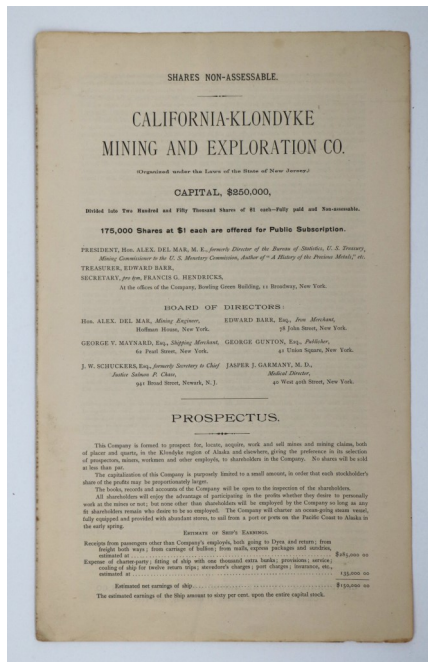 SHARES NON-ASSESSABLE.
CALIFORNIA-KLONDYKE
MINING AND EXPLORATION CO.
(Organized under the Laws of the State of New Jersey.)
CAPITAL, $250,000,
Divided into Two Hundred and Fifty Thousand Shares of $1 each—Fully paid and Non-assessable.
175,000 Shares at $1 each are offered for Public Subscription.
PRESIDENT, Hon. ALEX. DEL MAR, M. E., formerly Director of the Bureau of Statistics, U. S. Treasury,
Mining Commissioner to the U. S. Monetary Commission, Author of "A History of the Precious Metals," etc.
TREASURER, EDWARD BARR,
SECRETARY, pro tem, FRANCIS G. HENDRICKS,
At the offices of the Company, Bowling Green Building, 11 Broadway, New York.
BOARD OF DIRECTORS:
Hon. ALEX. DEL MAR, Mining Engineer,
Hoffman House, New York.
EDWARD BARR, Esq., Iron Merchant,
78 John Street, New York.
GEORGE V. MAYNARD, Esq., Shipping Merchant,
62 Pearl Street, New York.
GEORGE GUNTON, Esq., Publisher,
41 Union Square, New York.
J. W. SCHUCKERS, Esq., formerly Secretary to Chief
Justice Salmon P. Chase,
941 Broad Street, Newark, N. J.
JASPER J. GARMANY, M. D.,
Medical Director,
40 West 40th Street, New York.
PROSPECTUS.
This Company is formed to prospect for, locate, acquire, work and sell mines and mining claims, both
of placer and quartz, in the Klondyke region of Alaska and elsewhere, giving the preference in its selection
of prospectors, miners, workmen and other employés, to shareholders in the Company. No shares will be sold
at less than par.
The capitalization of this Company is purposely limited to a small amount, in order that each stockholder's
share of the profits may be proportionately larger.
The books, records and accounts of the Company will be open to the inspection of the shareholders.
All shareholders will enjoy the advantage of participating in the profits whether they desire to personally
work at the mines or not; but none other than shareholders will be employed by the Company so long as any
fit shareholders remain who desire to be so employed. The Company will charter an ocean-going steam vessel,
fully equipped and provided with abundant stores, to sail from a port or ports on the Pacific Coast to Alaska in
the early spring.
ESTIMATE OF SHIP'S EARNINGS.
Receipts from passengers other than Company's employés, both going to Dyea and return; from
freight both ways; from carriage of bullion; from mails, express packages and sundries,
estimated at $285,000 00
Expense of charter-party; fitting of ship with one thousand extra bunks; provisions; service;
coaling of ship for twelve return trips; stevedore's charges; port charges; insurance, etc.,
estimated at 135,000 00
Estimated net earnings of ship $150,000 00
The estimated earnings of the Ship amount to sixty per cent. upon the entire capital stock.